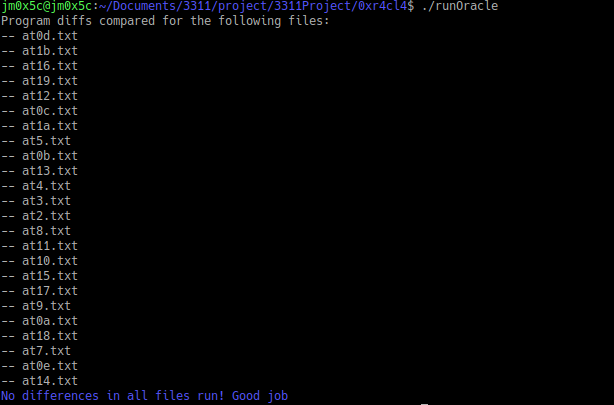 jm0x5c@jm0x5c:~/Documents/3311/project/3311Project/0xr4cl4$ ./runOracle
Program diffs compared for the following files:
-- at0d.txt
-- at1b.txt
-- at16.txt
-- at19.txt
-- at12.txt
-- at0c.txt
-- at1a.txt
-- at5.txt
-- at0b.txt
-- at13.txt
-- at4.txt
-- at3.txt
-- at2.txt
-- at8.txt
-- at11.txt
-- at10.txt
-- at15.txt
-- at17.txt
-- at9.txt
-- at0a.txt
-- at18.txt
-- at7.txt
-- at0e.txt
-- at14.txt
No differences in all files run! Good job